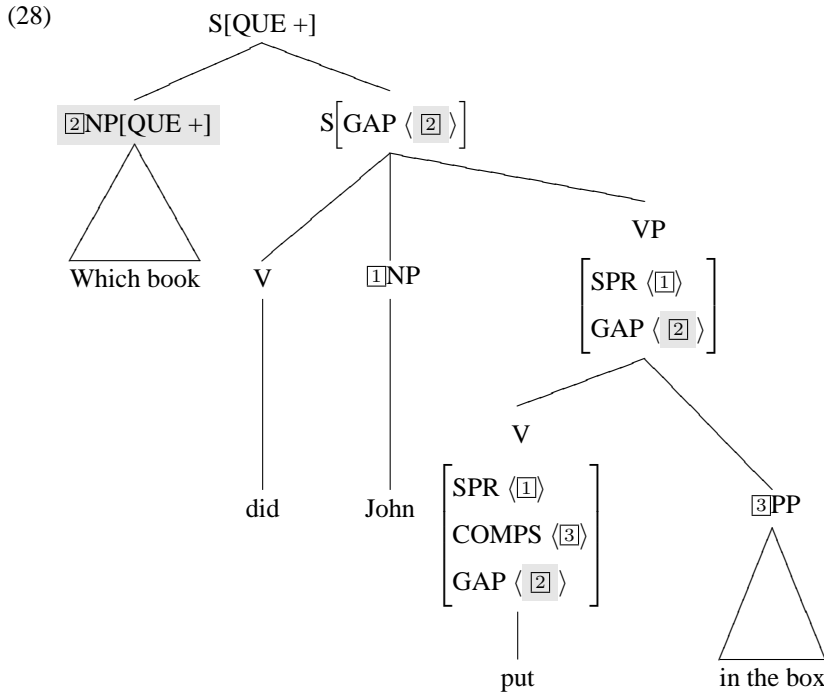 (28)
S[QUE +]
2NP[QUE +] S[GAP ⟨ 2 ⟩]
VP
Which book V 1NP [SPR ⟨1⟩
GAP ⟨ 2 ⟩]
V
[SPR ⟨1⟩
COMPS ⟨3⟩
GAP ⟨ 2 ⟩]
did John 3PP
put in the box